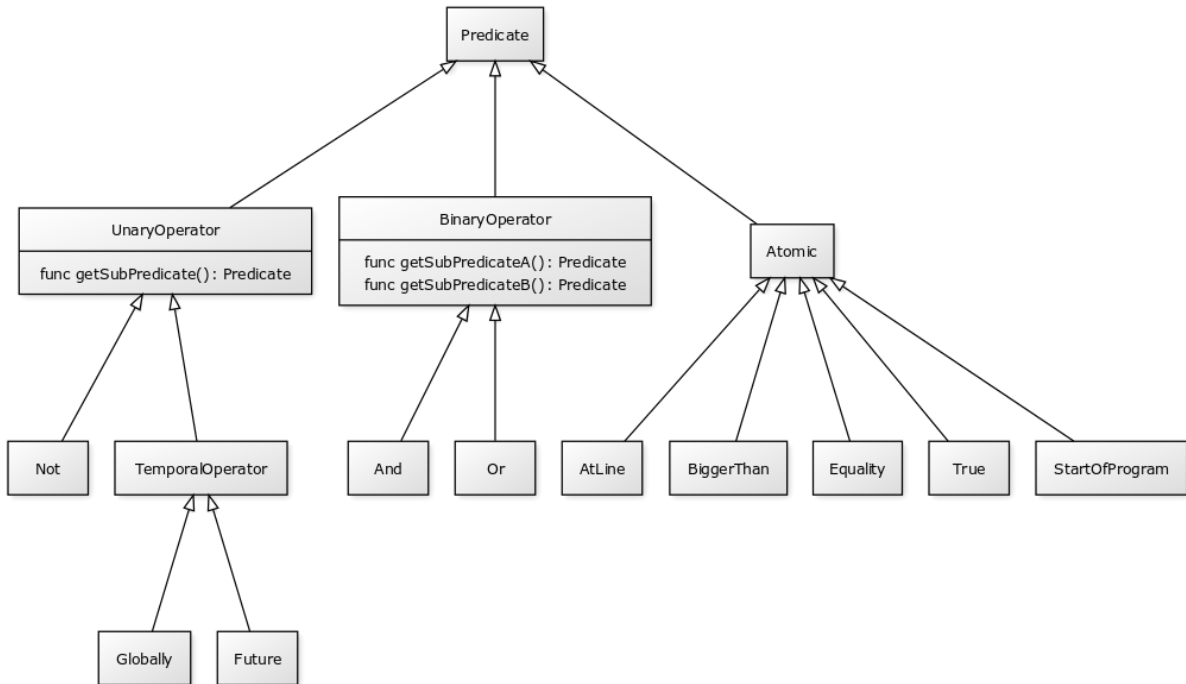 Predicate
UnaryOperator
func getSubPredicate(): Predicate
BinaryOperator
func getSubPredicateA(): Predicate
func getSubPredicateB(): Predicate
Atomic
Not
TemporalOperator
And
Or
AtLine
BiggerThan
Equality
True
StartOfProgram
Globally
Future